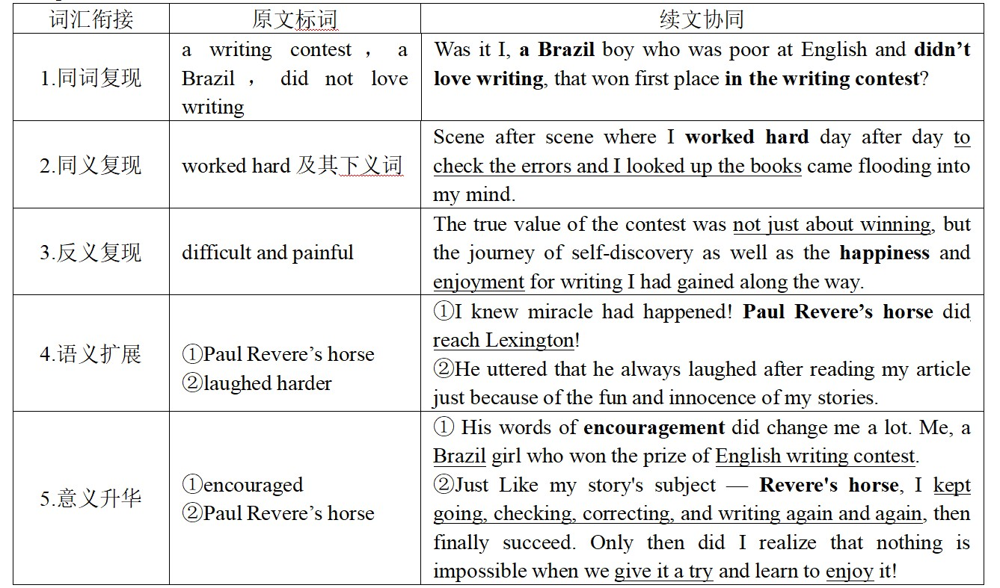 词汇衔接 原文标词 续文协同
1.同词复现
a writing contest， a
Brazil， did not love
writing
Was it I, a Brazil boy who was poor at English and didn’t
love writing, that won first place in the writing contest?
2.同义复现
worked hard 及其下义词
Scene after scene where I worked hard day after day to
check the errors and I looked up the books came flooding into
my mind.
3.反义复现
difficult and painful
The true value of the contest was not just about winning, but
the journey of self-discovery as well as the happiness and
enjoyment for writing I had gained along the way.
4.语义扩展
①Paul Revere’s horse
②laughed harder
①I knew miracle had happened! Paul Revere’s horse did
reach Lexington!
②He uttered that he always laughed after reading my article
just because of the fun and innocence of my stories.
5.意义升华
①encouraged
②Paul Revere’s horse
① His words of encouragement did change me a lot. Me, a
Brazil girl who won the prize of English writing contest.
②Just Like my story's subject — Revere's horse, I kept
going, checking, correcting, and writing again and again, then
finally succeed. Only then did I realize that nothing is
impossible when we give it a try and learn to enjoy it!